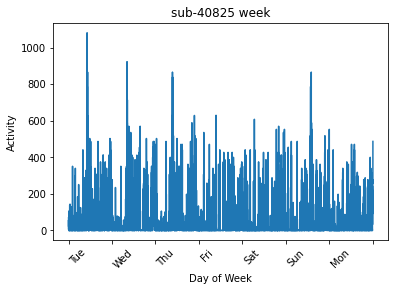 sub-40825 week
Activity
1000
800
600
400
200
0
Tue
Wed
Thu
Fri
Sat
Sun
Mon
Day of Week